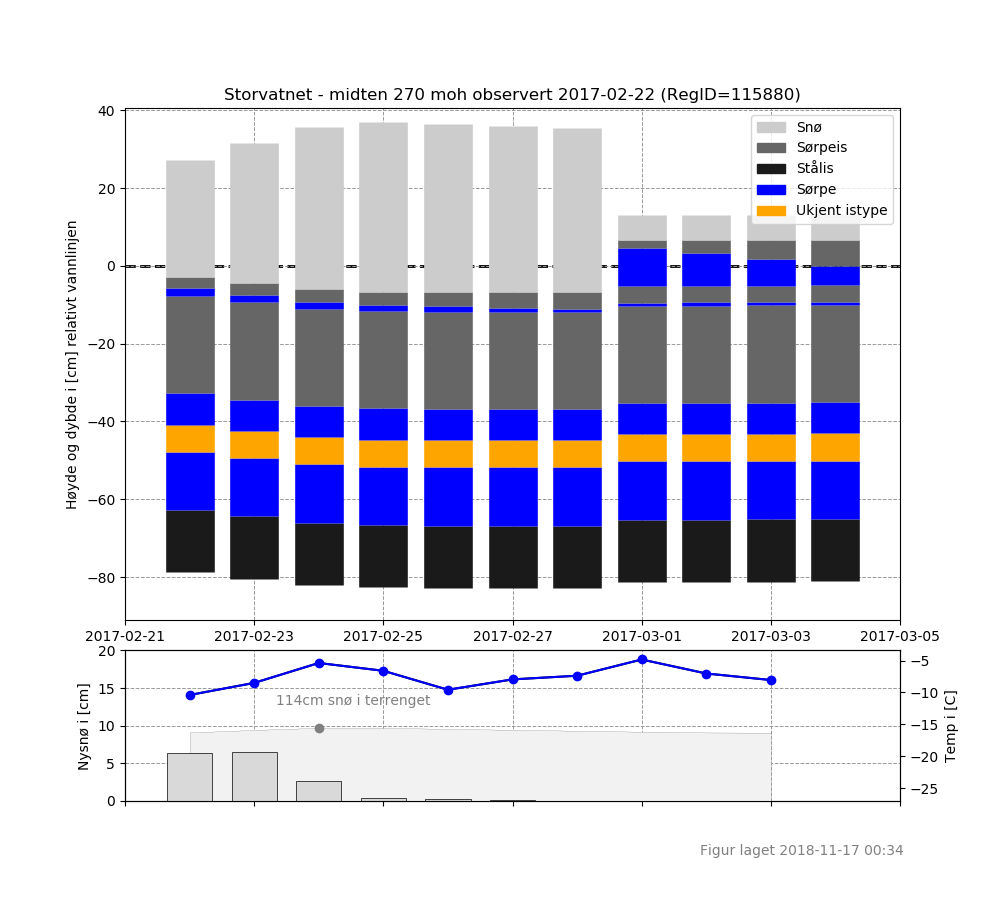 Storvatnet - midten 270 moh observert 2017-02-22 (RegID=115880)
Høyde og dybde i [cm] relativt vannlinjen
40
20
0
−20
−40
−60
−80
Snø
Sørpeis
Stålis
Sørpe
Ukjent istype
2017-02-21 2017-02-23 2017-02-25 2017-02-27 2017-03-01 2017-03-03 2017-03-05
Nysnø i [cm]
20
15
10
5
0
114cm snø i terrenget
−5
−10
−15
−20
−25
Temp i [C]
Figur laget 2018-11-17 00:34